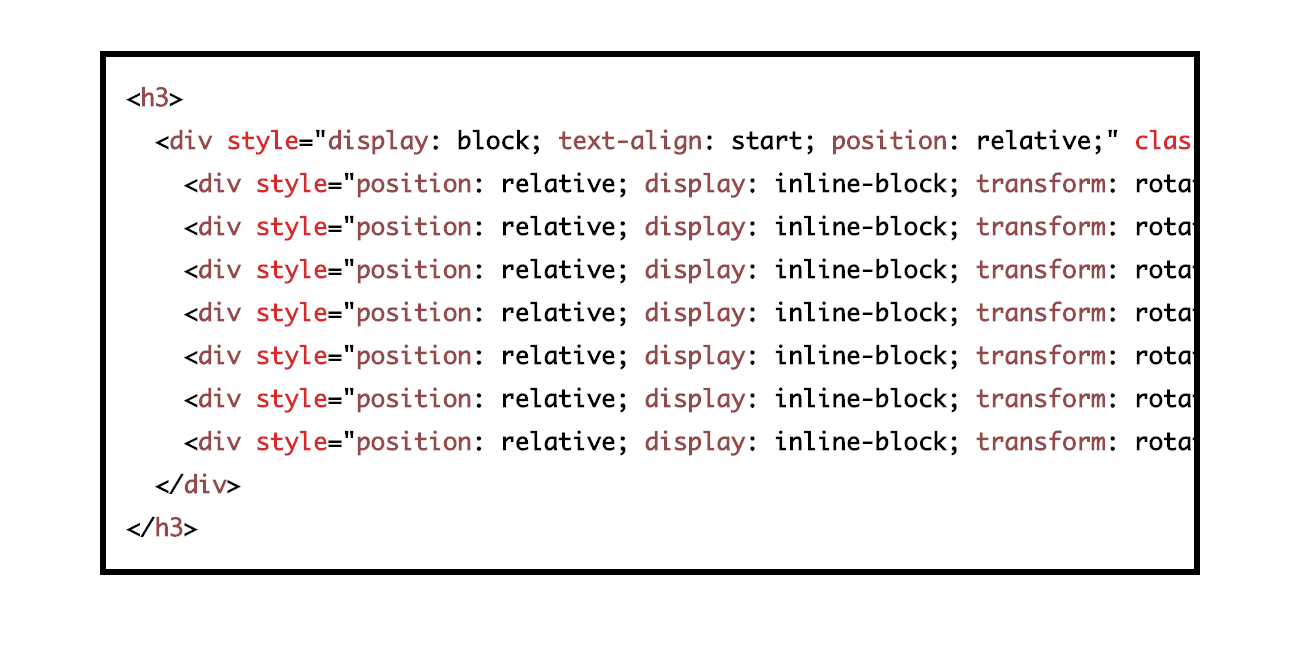 <h3>
<div style="display: block; text-align: start; position: relative;" clas
<div style="position: relative; display: inline-block; transform: rota
<div style="position: relative; display: inline-block; transform: rota
<div style="position: relative; display: inline-block; transform: rota
<div style="position: relative; display: inline-block; transform: rota
<div style="position: relative; display: inline-block; transform: rota
<div style="position: relative; display: inline-block; transform: rota
<div style="position: relative; display: inline-block; transform: rota
</div>
</h3>